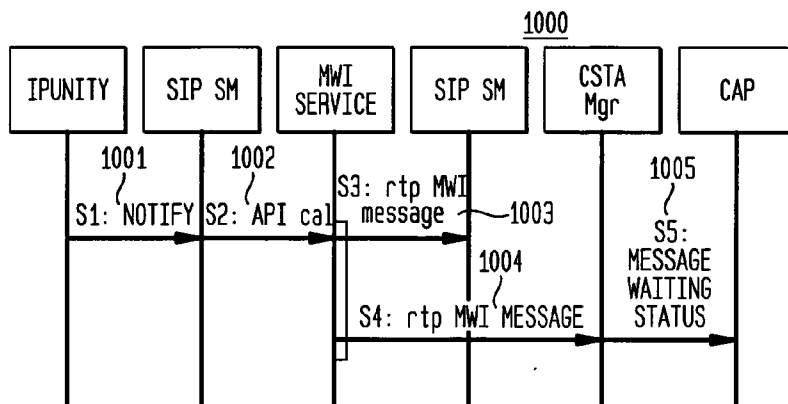 1000
IPUNITY
SIP SM
MWI
SERVICE
SIP SM
CSTA
Mgr
CAP
1001
1002
1005
S1: NOTIFY
S2: API cal
S3: rtp MWI
message
1003
1004
S4: rtp MWI MESSAGE
S5:
MESSAGE
WAITING
STATUS